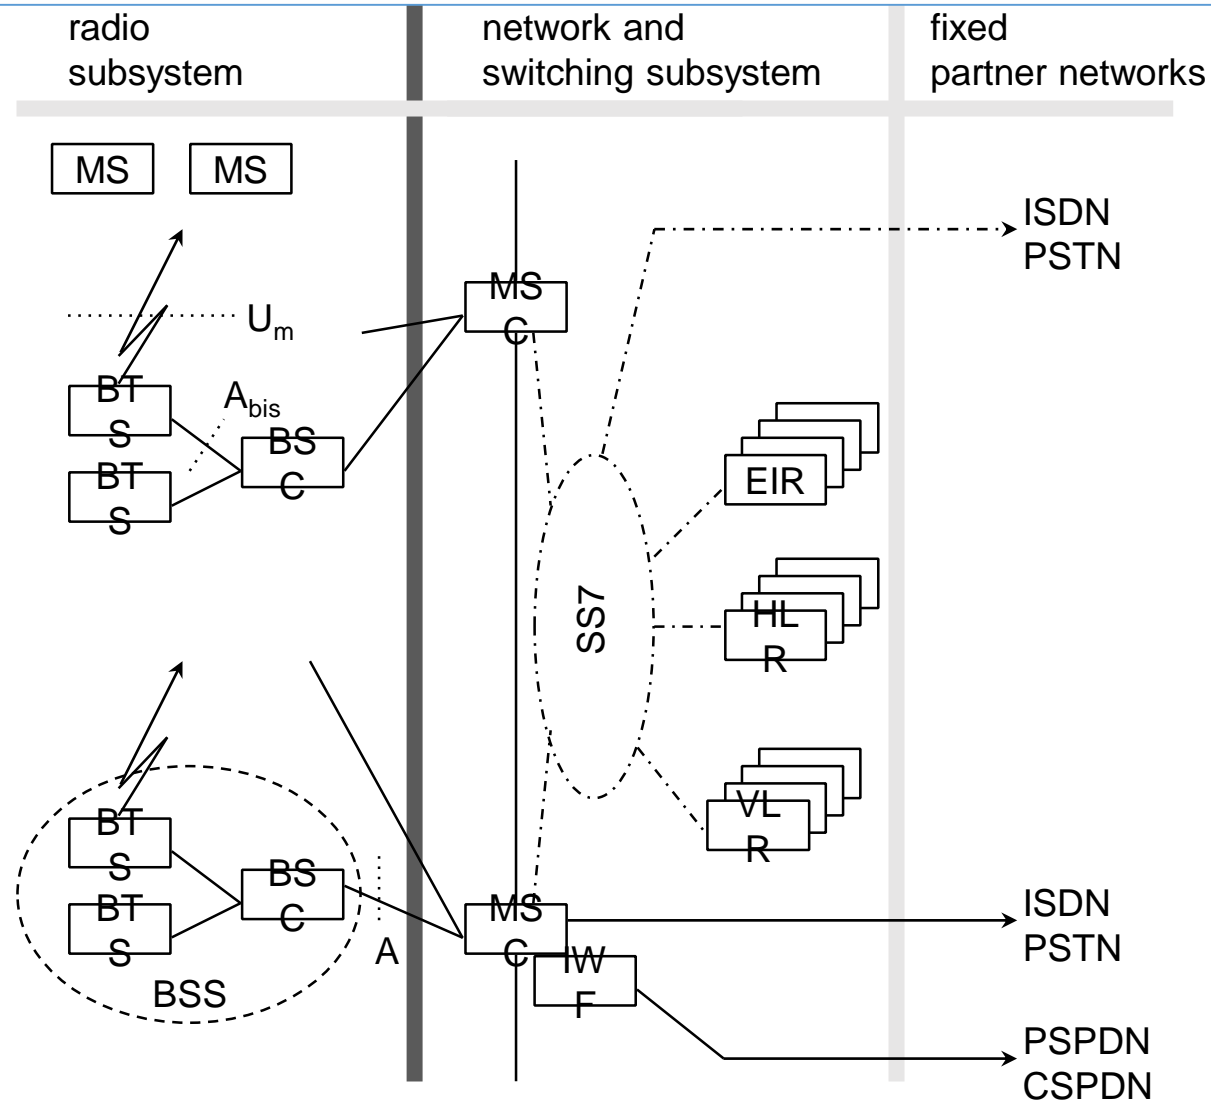 radio
subsystem
network and
switching subsystem
fixed
partner networks
MS
MS
ISDN
PSTN
MS
C
Um
BT
S
Abis
BS
C
BT
S
EIR
SS7
HL
R
VL
R
BT
S
BS
C
BT
S
BSS
A
MS
C
IW
F
ISDN
PSTN
PSPDN
CSPDN